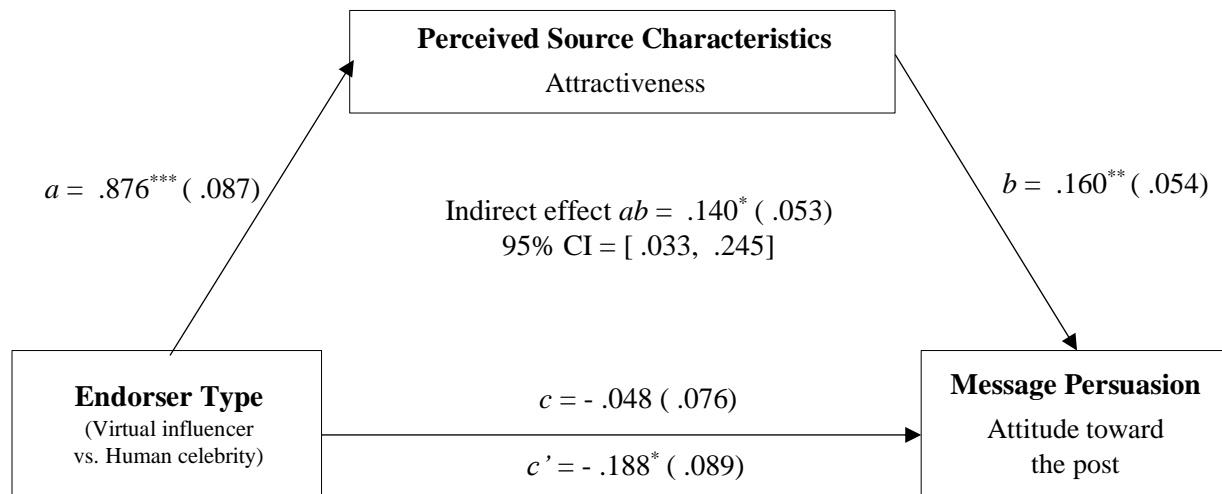 Perceived Source Characteristics
Attractiveness
a = .876*** ( .087)
b = .160** ( .054)
Indirect effect ab = .140* ( .053)
95% CI = [ .033, .245]
Endorser Type
(Virtual influencer
vs. Human celebrity)
c = - .048 ( .076)
c’ = - .188* ( .089)
Message Persuasion
Attitude toward
the post